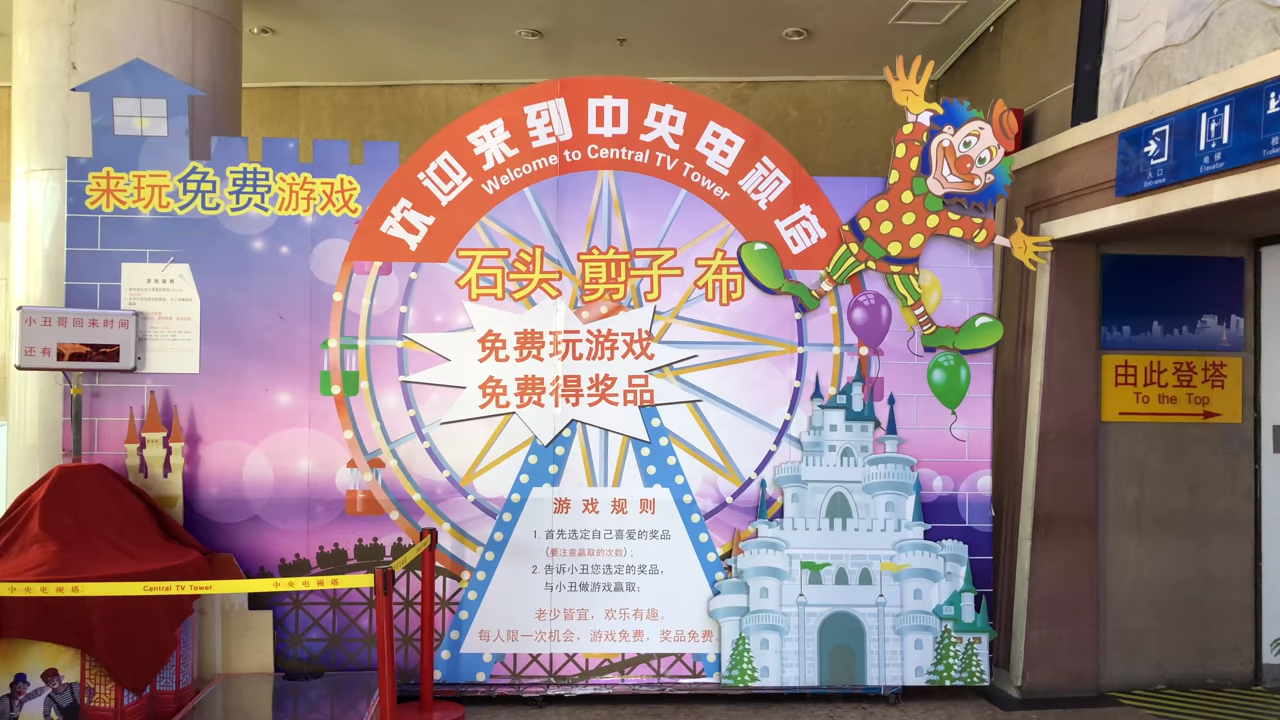 欢迎来到中央电视塔
Welcome to Central TV Tower
来玩免费游戏
石头 剪子 布
免费玩游戏
免费得奖品
游戏规则
小丑哥回来时间
还有
游戏规则
1. 首先选定自己喜爱的奖品
(要注意赢取的次数);
2. 告诉小丑您选定的奖品,
与小丑做游戏赢取;
老少皆宜，欢乐有趣。
每人限一次机会，游戏免费，奖品免费
中央电视塔 Central TV Tower 中央电视塔
入口
Entrance
电梯
Elevator
由此登塔
To the Top